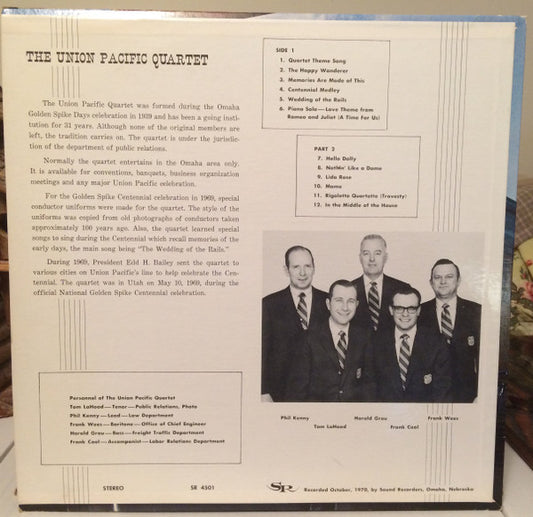 THE UNION PACIFIC QUARTET
The Union Pacific Quartet was formed during the Omaha
Golden Spike Days celebration in 1939 and has been a going insti-
tution for 31 years. Although none of the original members are
left, the tradition carries on. The quartet is under the jurisdic-
tion of the department of public relations.
Normally the quartet entertains in the Omaha area only.
It is available for conventions, banquets, business organization
meetings and any major Union Pacific celebration.
For the Golden Spike Centennial celebration in 1969, special
conductor uniforms were made for the quartet. The style of the
uniforms was copied from old photographs of conductors taken
approximately 100 years ago. Also, the quartet learned special
songs to sing during the Centennial which recall memories of the
early days, the main song being "The Wedding of the Rails."
During 1969, President Edd H. Bailey sent the quartet to
various cities on Union Pacific's line to help celebrate the Cen-
tennial. The quartet was in Utah on May 10, 1969, during the
official National Golden Spike Centennial celebration.
SIDE 1
1. Quartet Theme Song
2. The Happy Wanderer
3. Memories Are Made of This
4. Centennial Medley
5. Wedding of the Rails
6. Piano Solo—Love Theme from
Romeo and Juliet (A Time For Us)
PART 2
7. Hello Dolly
8. Nothin' Like a Dame
9. Lida Rose
10. Mame
11. Rigoletto Quartette (Travesty)
12. In the Middle of the House
Phil Kenny
Harold Grau
Frank Waes
Tom LaHood
Frank Cool
Personnel of The Union Pacific Quartet
Tom LaHood—Tenor—Public Relations, Photo
Phil Kenny—Lead—Law Department
Frank Waes—Baritone—Office of Chief Engineer
Harold Grau—Bass—Freight Traffic Department
Frank Cool—Accompanist—Labor Relations Department
STEREO
SR 4501
SR
Recorded October, 1970, by Sound Recorders, Omaha, Nebraska